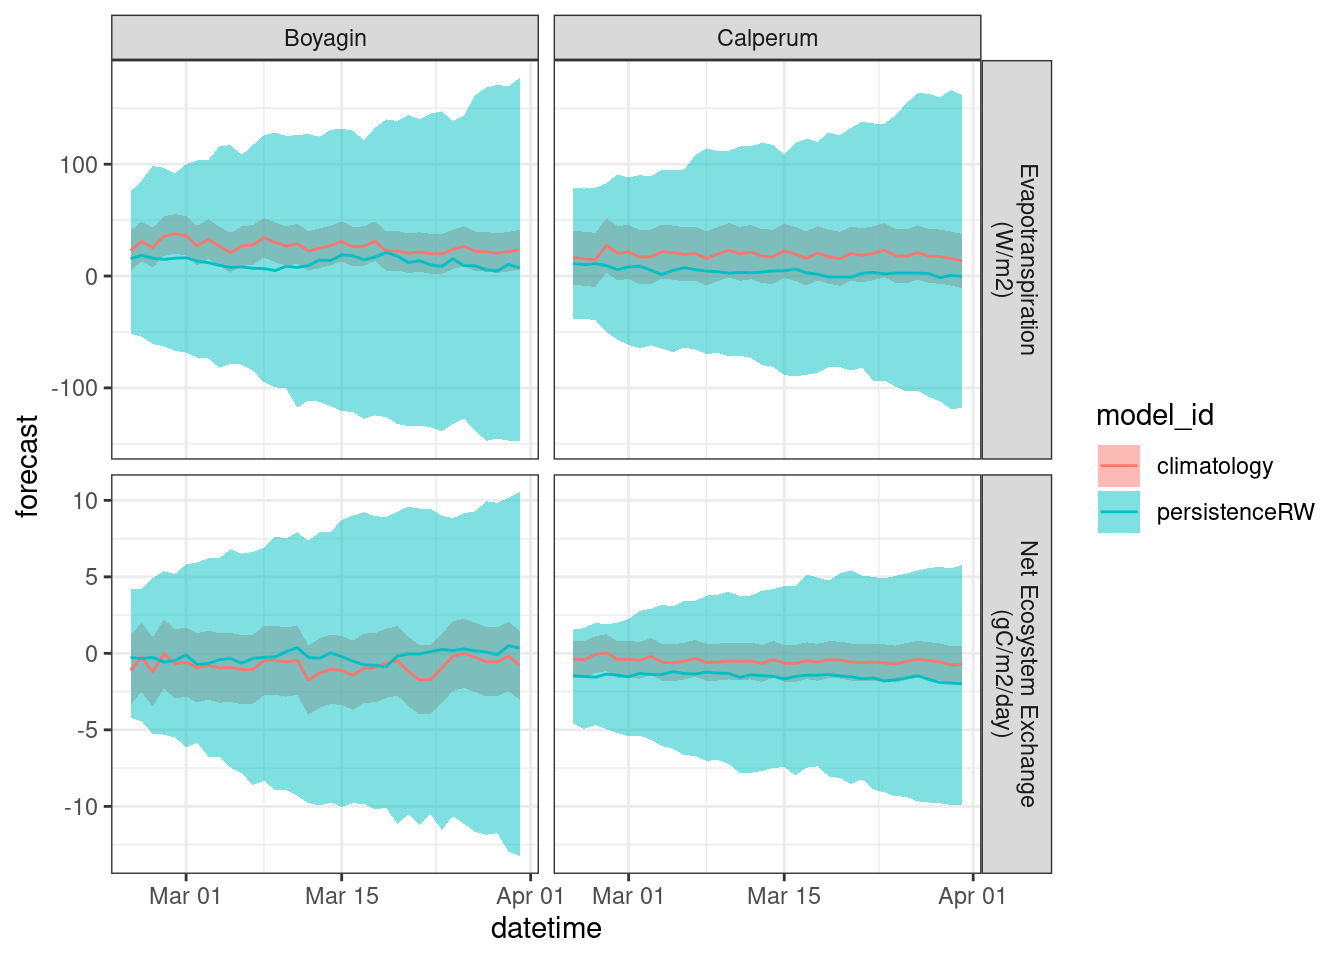 Boyagin
Calperum
100
0
-100
Evapotranspiration
(W/m2)
10
5
0
-5
-10
Net Ecosystem Exchange
(gC/m2/day)
Mar 01
Mar 15
Apr 01
Mar 01
Mar 15
Apr 01
datetime
forecast
model_id
climatology
persistenceRW